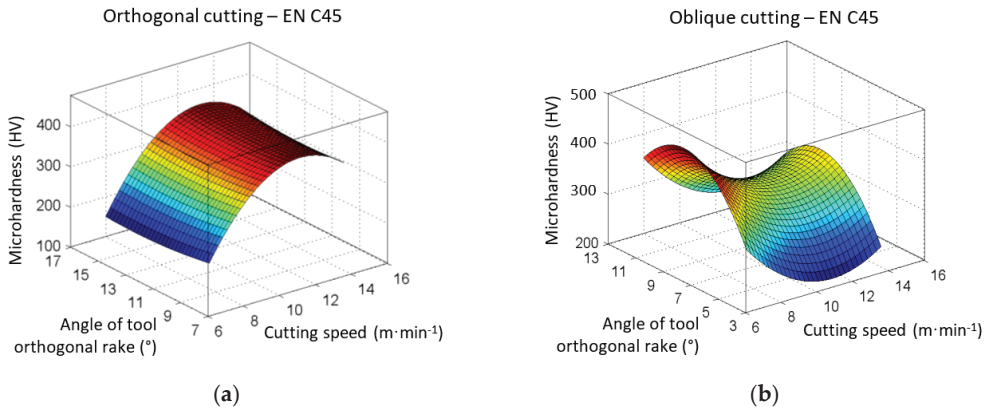 Orthogonal cutting – EN C45
Microhardness (HV)
400
300
200
100
17
15
13
11
9
7
6
8
10
12
14
16
Angle of tool
orthogonal rake (°)
Cutting speed (m·min⁻¹)
(a)
Oblique cutting – EN C45
Microhardness (HV)
500
400
300
200
13
11
9
7
5
3
6
8
10
12
14
16
Angle of tool
orthogonal rake (°)
Cutting speed (m·min⁻¹)
(b)